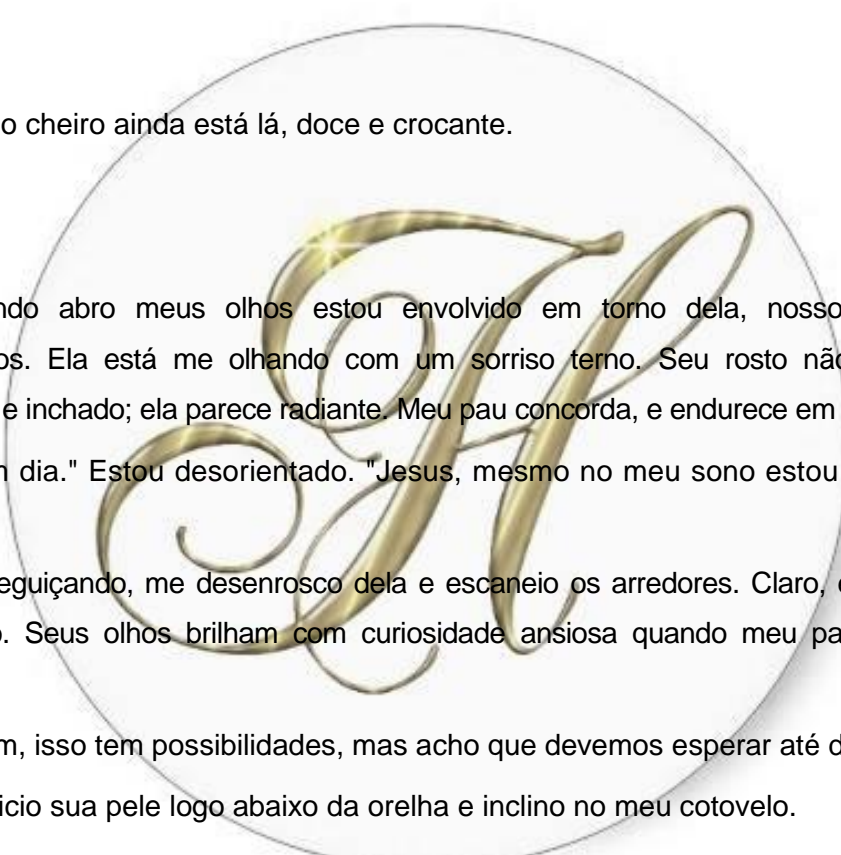 o cheiro ainda está lá, doce e crocante.
ndo abro meus olhos estou envolvido em torno dela, nosso
os. Ela está me olhando com um sorriso terno. Seu rosto não
e inchado; ela parece radiante. Meu pau concorda, e endurece em
m dia." Estou desorientado. "Jesus, mesmo no meu sono estou
eguiçando, me desenrosco dela e escaneio os arredores. Claro,
o. Seus olhos brilham com curiosidade ansiosa quando meu pa
m, isso tem possibilidades, mas acho que devemos esperar até d
icio sua pele logo abaixo da orelha e inclino no meu cotovelo.
H